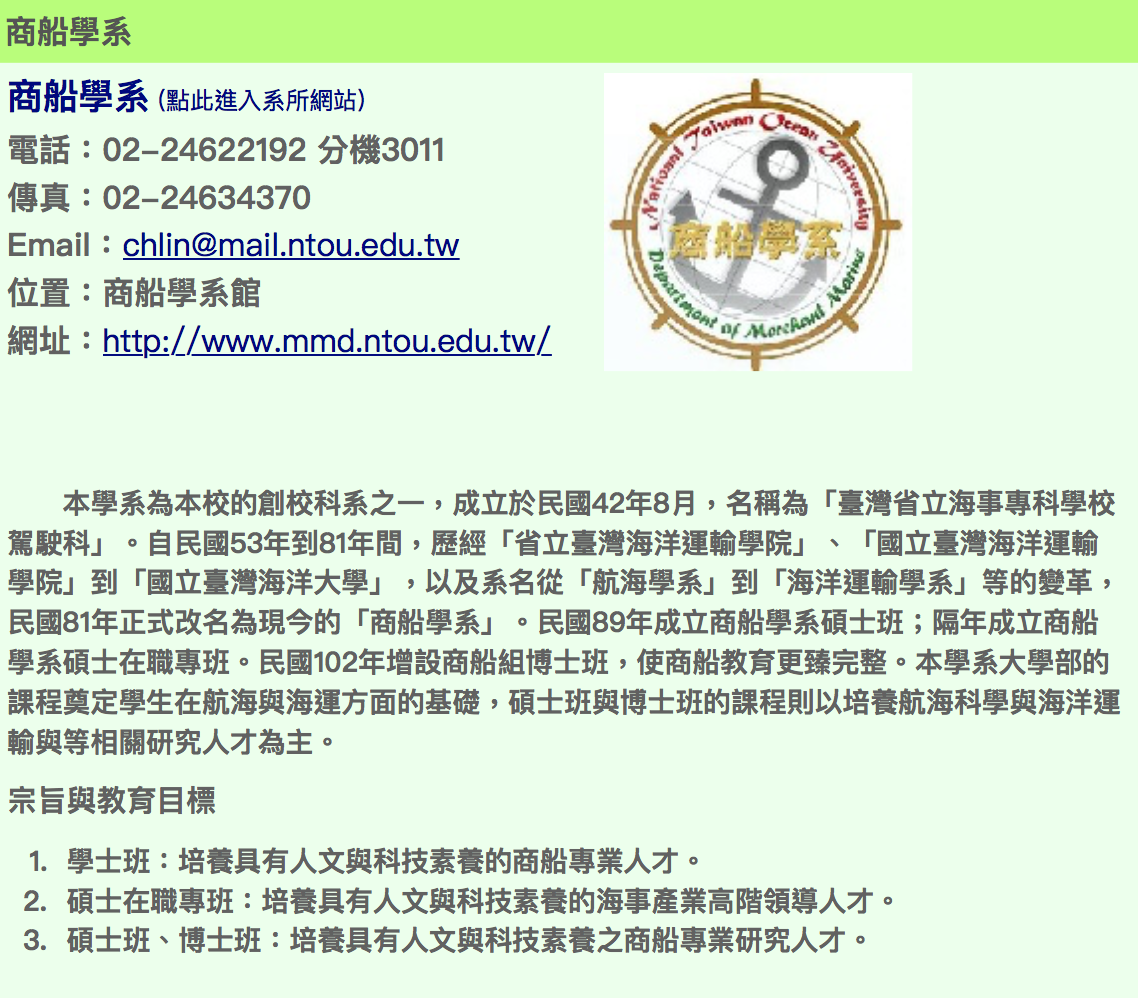 商船學系
商船學系 (點此進入系所網站)
電話：02-24622192 分機3011
傳真：02-24634370
Email：chlin@mail.ntou.edu.tw
位置：商船學系館
網址：http://www.mmd.ntou.edu.tw/
National Taiwan Ocean University
商船學系
Department of Merchant Marine
本學系為本校的創校科系之一，成立於民國42年8月，名稱為「臺灣省立海事專科學校
駕駛科」。自民國53年到81年間，歷經「省立臺灣海洋運輸學院」、「國立臺灣海洋運輸
學院」到「國立臺灣海洋大學」，以及系名從「航海學系」到「海洋運輸學系」等的變革，
民國81年正式改名為現今的「商船學系」。民國89年成立商船學系碩士班；隔年成立商船
學系碩士在職專班。民國102年增設商船組博士班，使商船教育更臻完整。本學系大學部的
課程奠定學生在航海與海運方面的基礎，碩士班與博士班的課程則以培養航海科學與海洋運
輸與等相關研究人才為主。
宗旨與教育目標
1. 學士班：培養具有人文與科技素養的商船專業人才。
2. 碩士在職專班：培養具有人文與科技素養的海事產業高階領導人才。
3. 碩士班、博士班：培養具有人文與科技素養之商船專業研究人才。